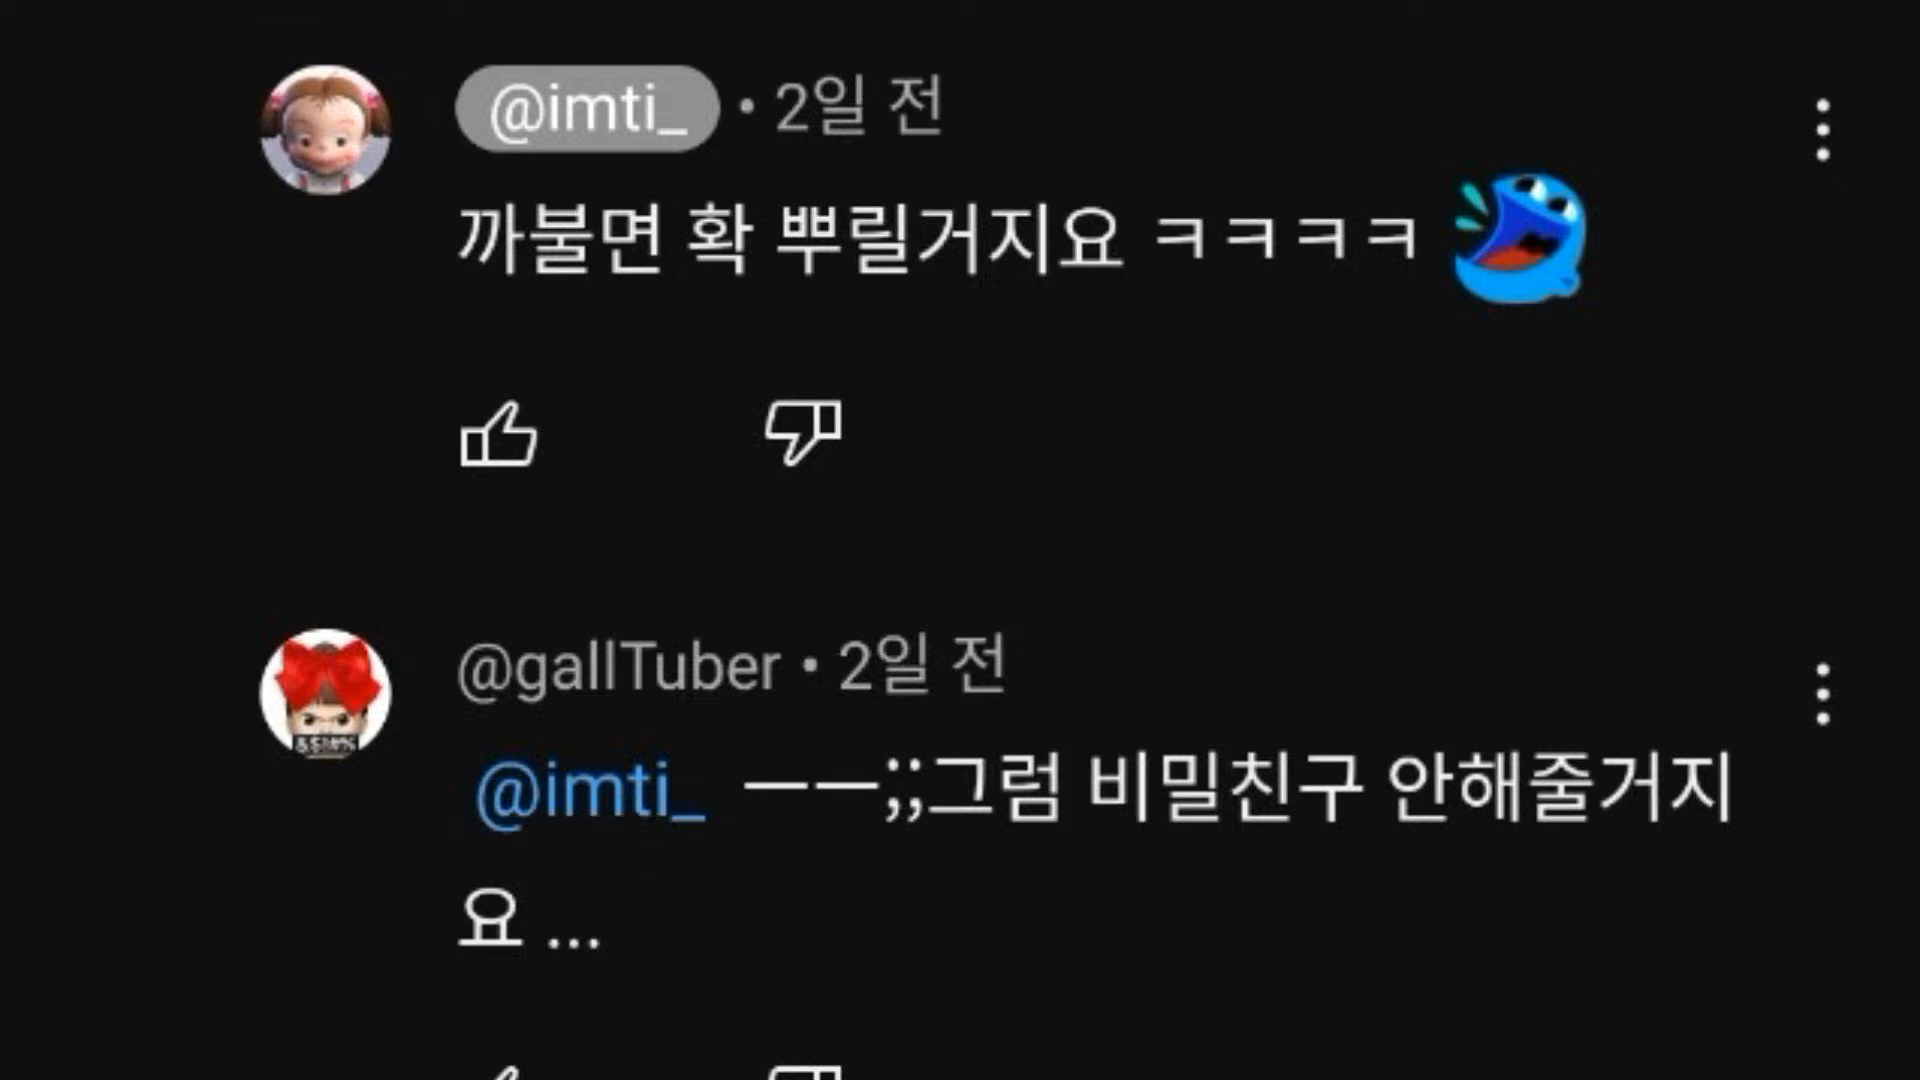 @imti_ • 2일 전
까불면 확 뿌릴거지요 ㅋㅋㅋㅋ
@gallTuber • 2일 전
@imti_ ㅡㅡ;;그럼 비밀친구 안해줄거지
요 ...
&$!#%